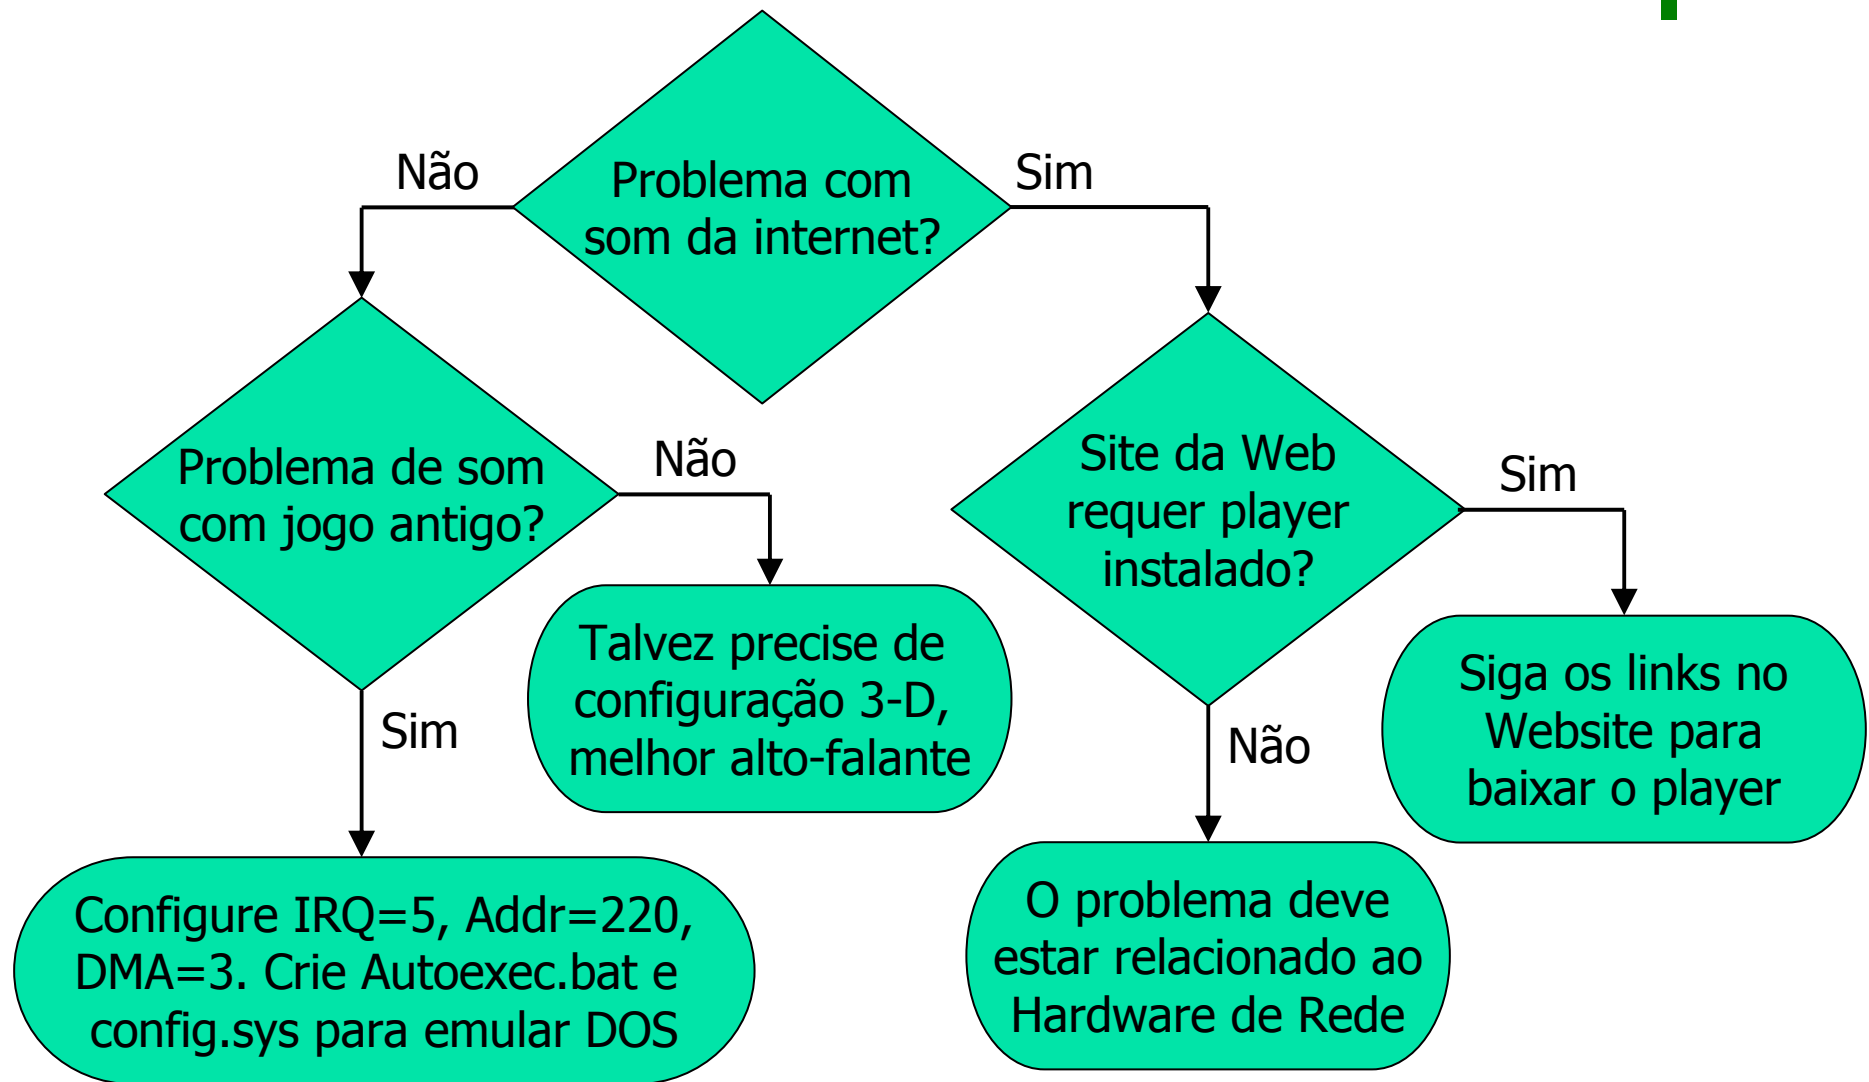 Não
Problema com
som da internet?
Sim
Problema de som
com jogo antigo?
Não
Site da Web
requer player
instalado?
Sim
Talvez precise de
configuração 3-D,
melhor alto-falante
Siga os links no
Website para
baixar o player
Sim
Não
Configure IRQ=5, Addr=220,
DMA=3. Crie Autoexec.bat e
config.sys para emular DOS
O problema deve
estar relacionado ao
Hardware de Rede